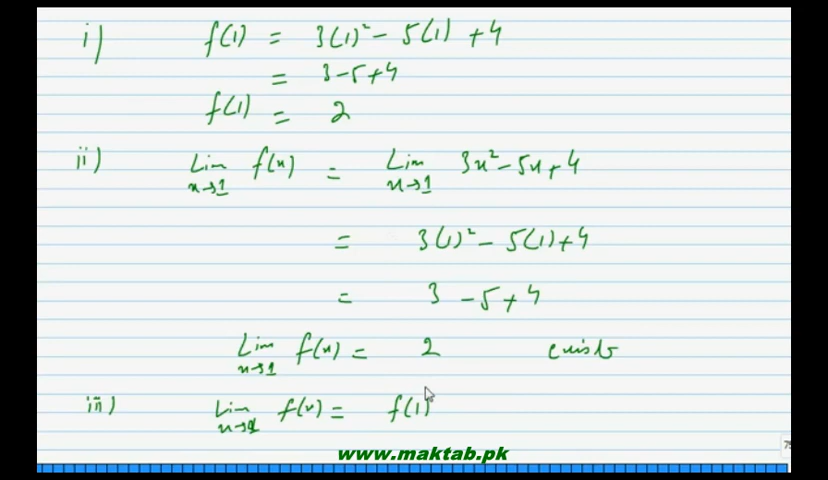 i) f(1) = 3(1)² - 5(1) + 4
= 3-5+4
f(1) = 2
ii) Lim x→1 f(x) = Lim x→1 3x²-5x+4
= 3(1)² - 5(1)+4
= 3 -5+4
Lim x→1 f(x) = 2 exists
iii) Lim f(x) = f(1)
www.maktab.pk